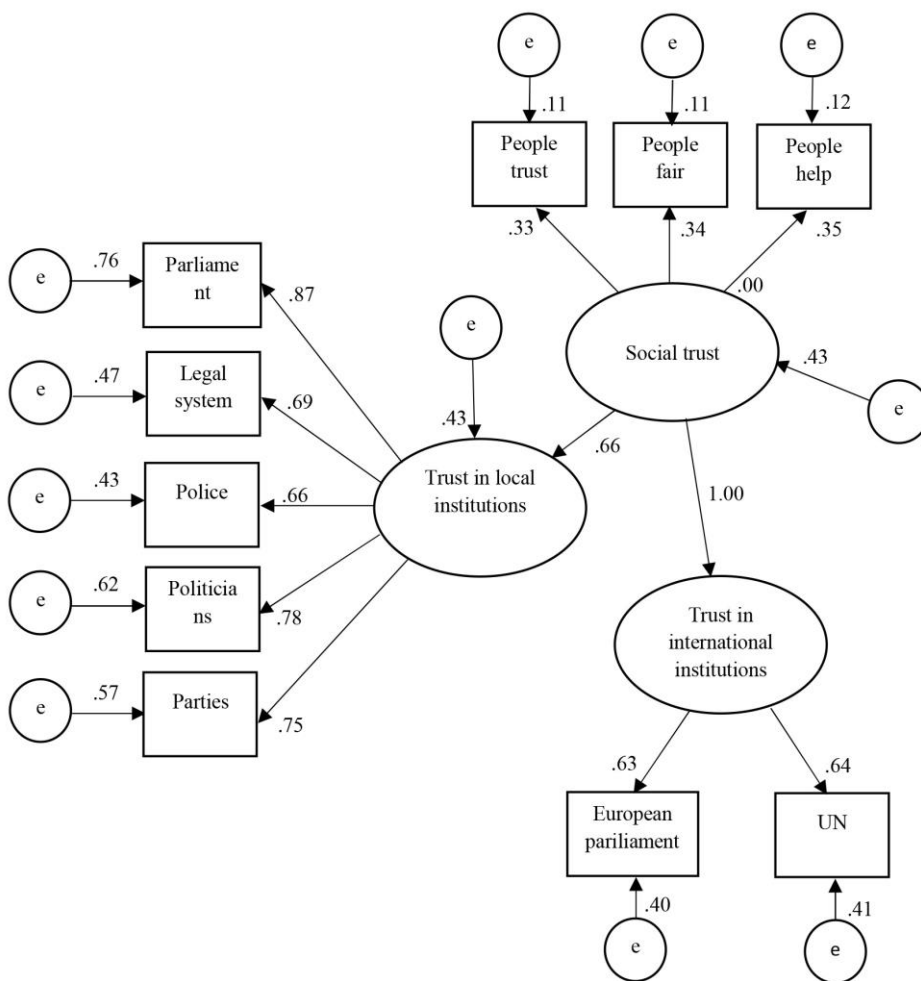 e
e
e
.11
.11
.12
People
trust
People
fair
People
help
.33
.34
.35
.00
Social trust
.43
e
e
.76
Parliame
nt
.87
e
.47
Legal
system
.69
e
.43
Police
.66
e
.62
Politicia
ns
.78
e
.57
Parties
.75
e
.43
Trust in local
institutions
.66
1.00
Trust in
international
institutions
.63
.64
European
pariliament
UN
.40
.41
e
e